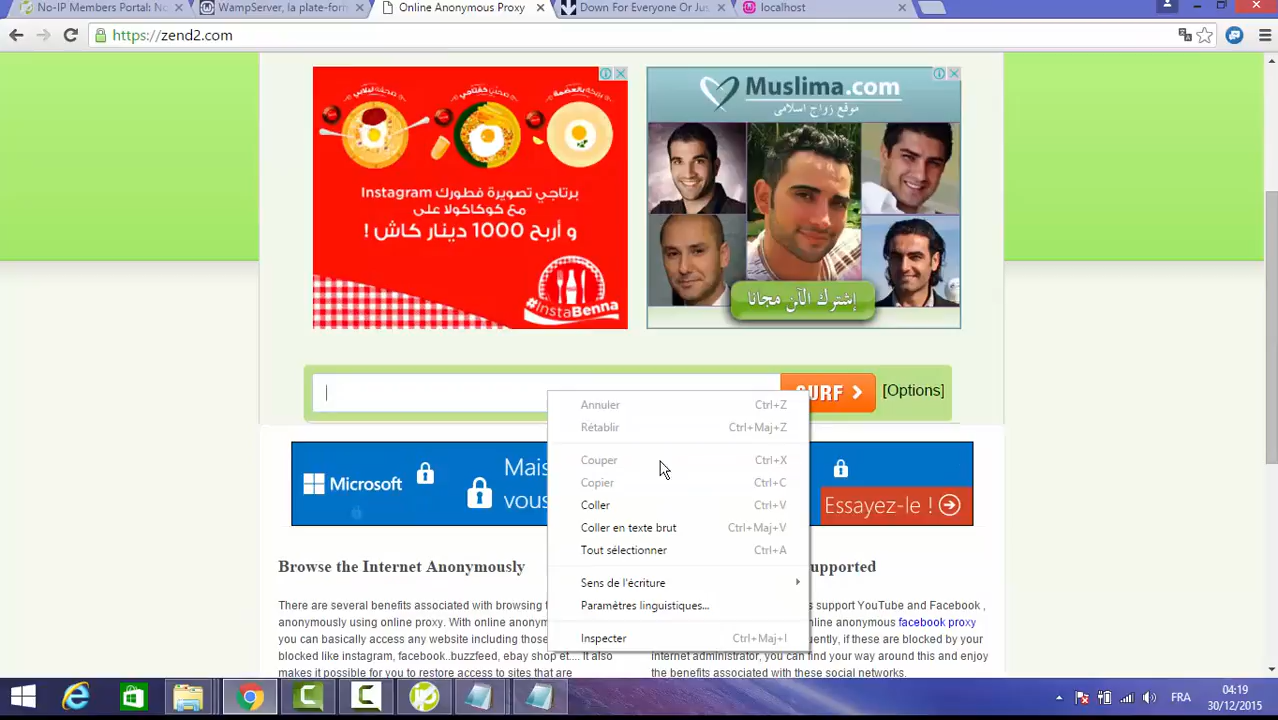 No-IP Members Portal: No
WampServer, la plate-for
Online Anonymous Proxy
Down For Everyone Or Jus
localhost
https://zend2.com
برتاجي تصويرة فطورك Instagram
مع كوكاكولا على
و أربح 1000 دينار كاش !
#InstaBenna
Muslima.com
موقع زواج اسلامى
إشترك الآن مجانا
SURF
[Options]
Annuler Ctrl+Z
Rétablir Ctrl+Maj+Z
Couper Ctrl+X
Copier Ctrl+C
Coller Ctrl+V
Coller en texte brut Ctrl+Maj+V
Tout sélectionner Ctrl+A
Sens de l'écriture
Paramètres linguistiques...
Inspecter Ctrl+Maj+I
Microsoft
Mais
vous
Essayez-le !
Browse the Internet Anonymously
There are several benefits associated with browsing
anonymously using online proxy. With online anonym
you can basically access any website including those
blocked like instagram, facebook..buzzfeed, ebay shop et.... It also
makes it possible for you to restore access to sites that are
upported
s support YouTube and Facebook ,
nline anonymous facebook proxy
uently, if these are blocked by your
internet administrator, you can find your way around this and enjoy
the benefits associated with these social networks.
FRA
04:19
30/12/2015